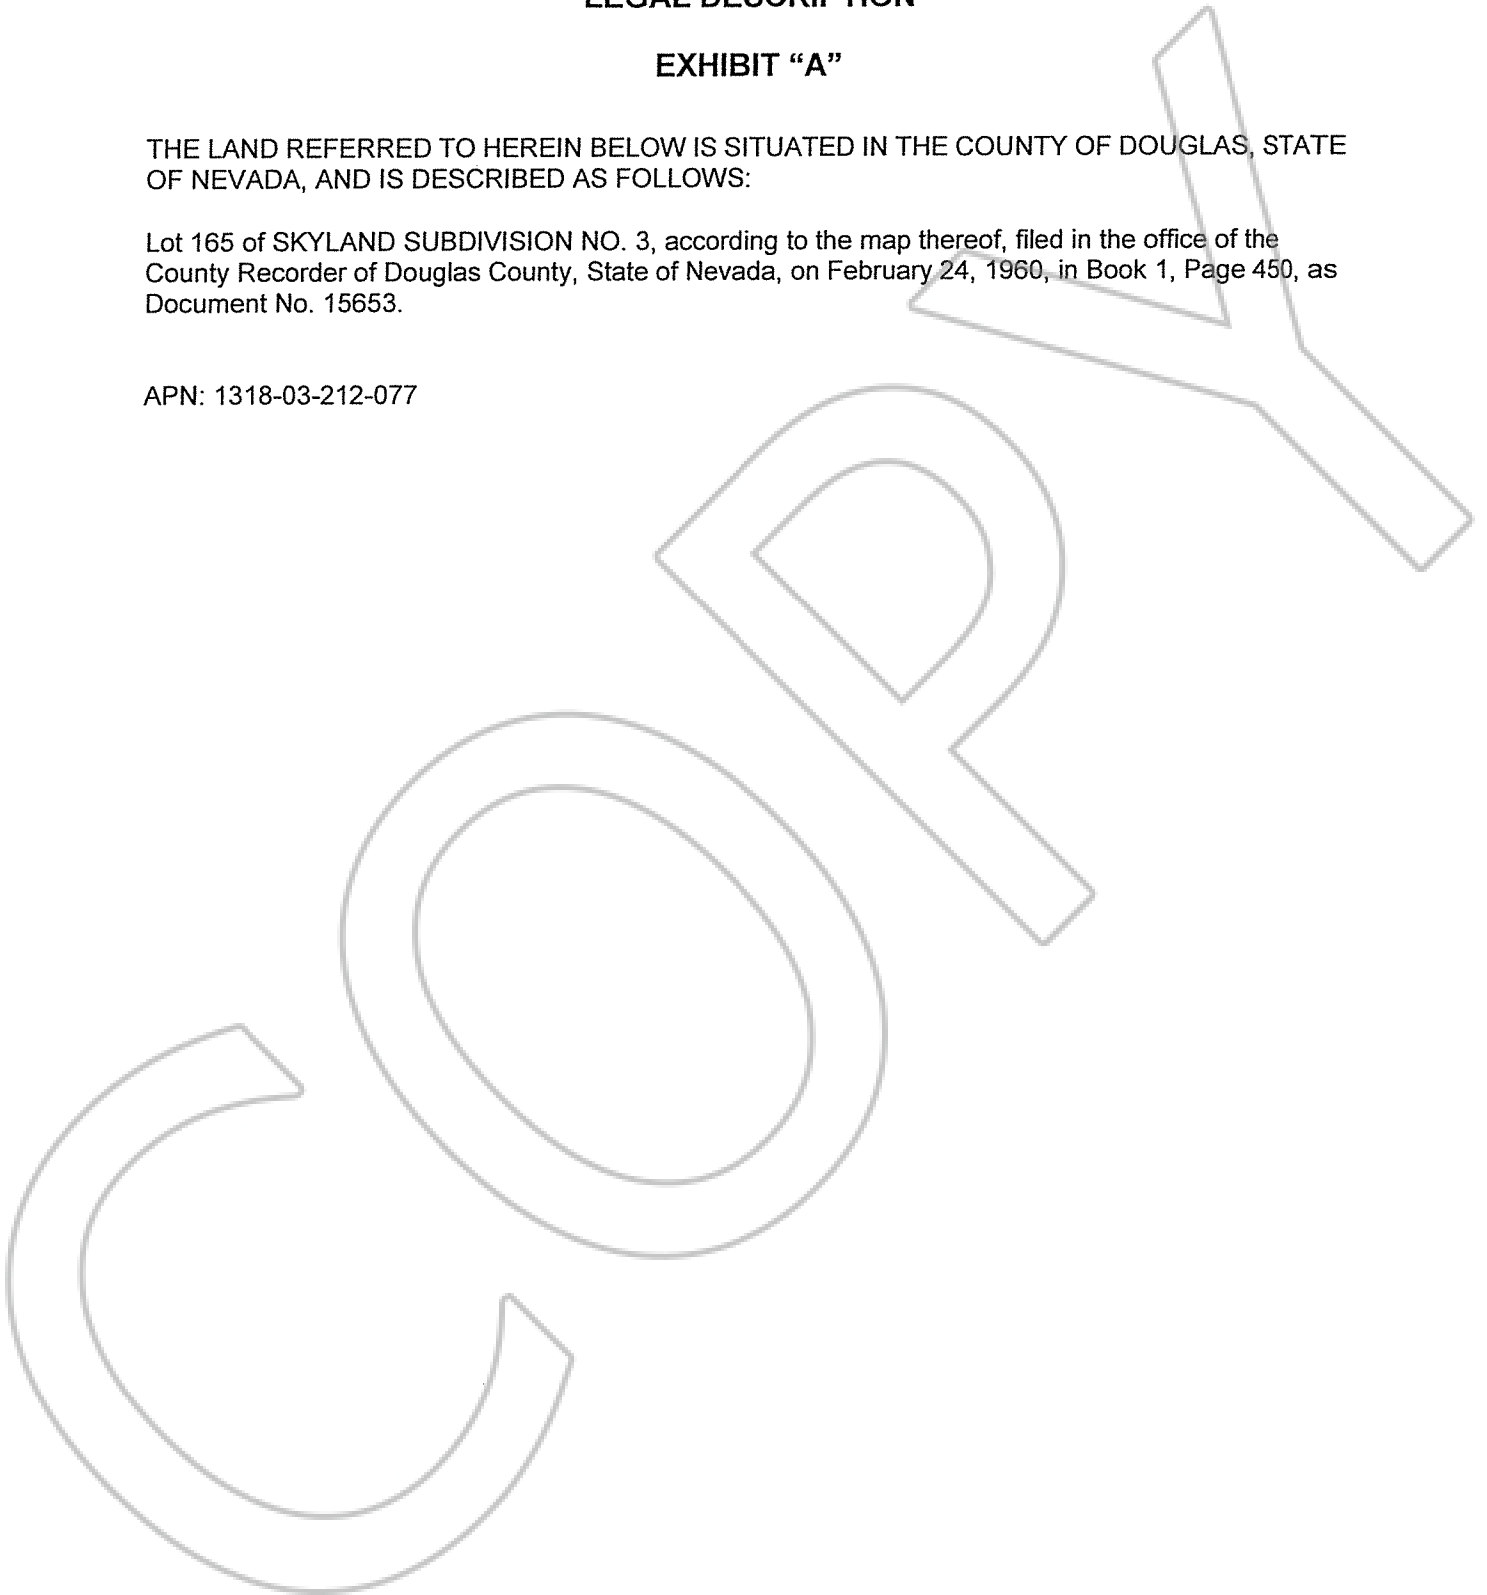 LEGAL DESCRIPTION
EXHIBIT “A”
THE LAND REFERRED TO HEREIN BELOW IS SITUATED IN THE COUNTY OF DOUGLAS, STATE
OF NEVADA, AND IS DESCRIBED AS FOLLOWS:
Lot 165 of SKYLAND SUBDIVISION NO. 3, according to the map thereof, filed in the office of the
County Recorder of Douglas County, State of Nevada, on February 24, 1960, in Book 1, Page 450, as
Document No. 15653.
APN: 1318-03-212-077
COPY